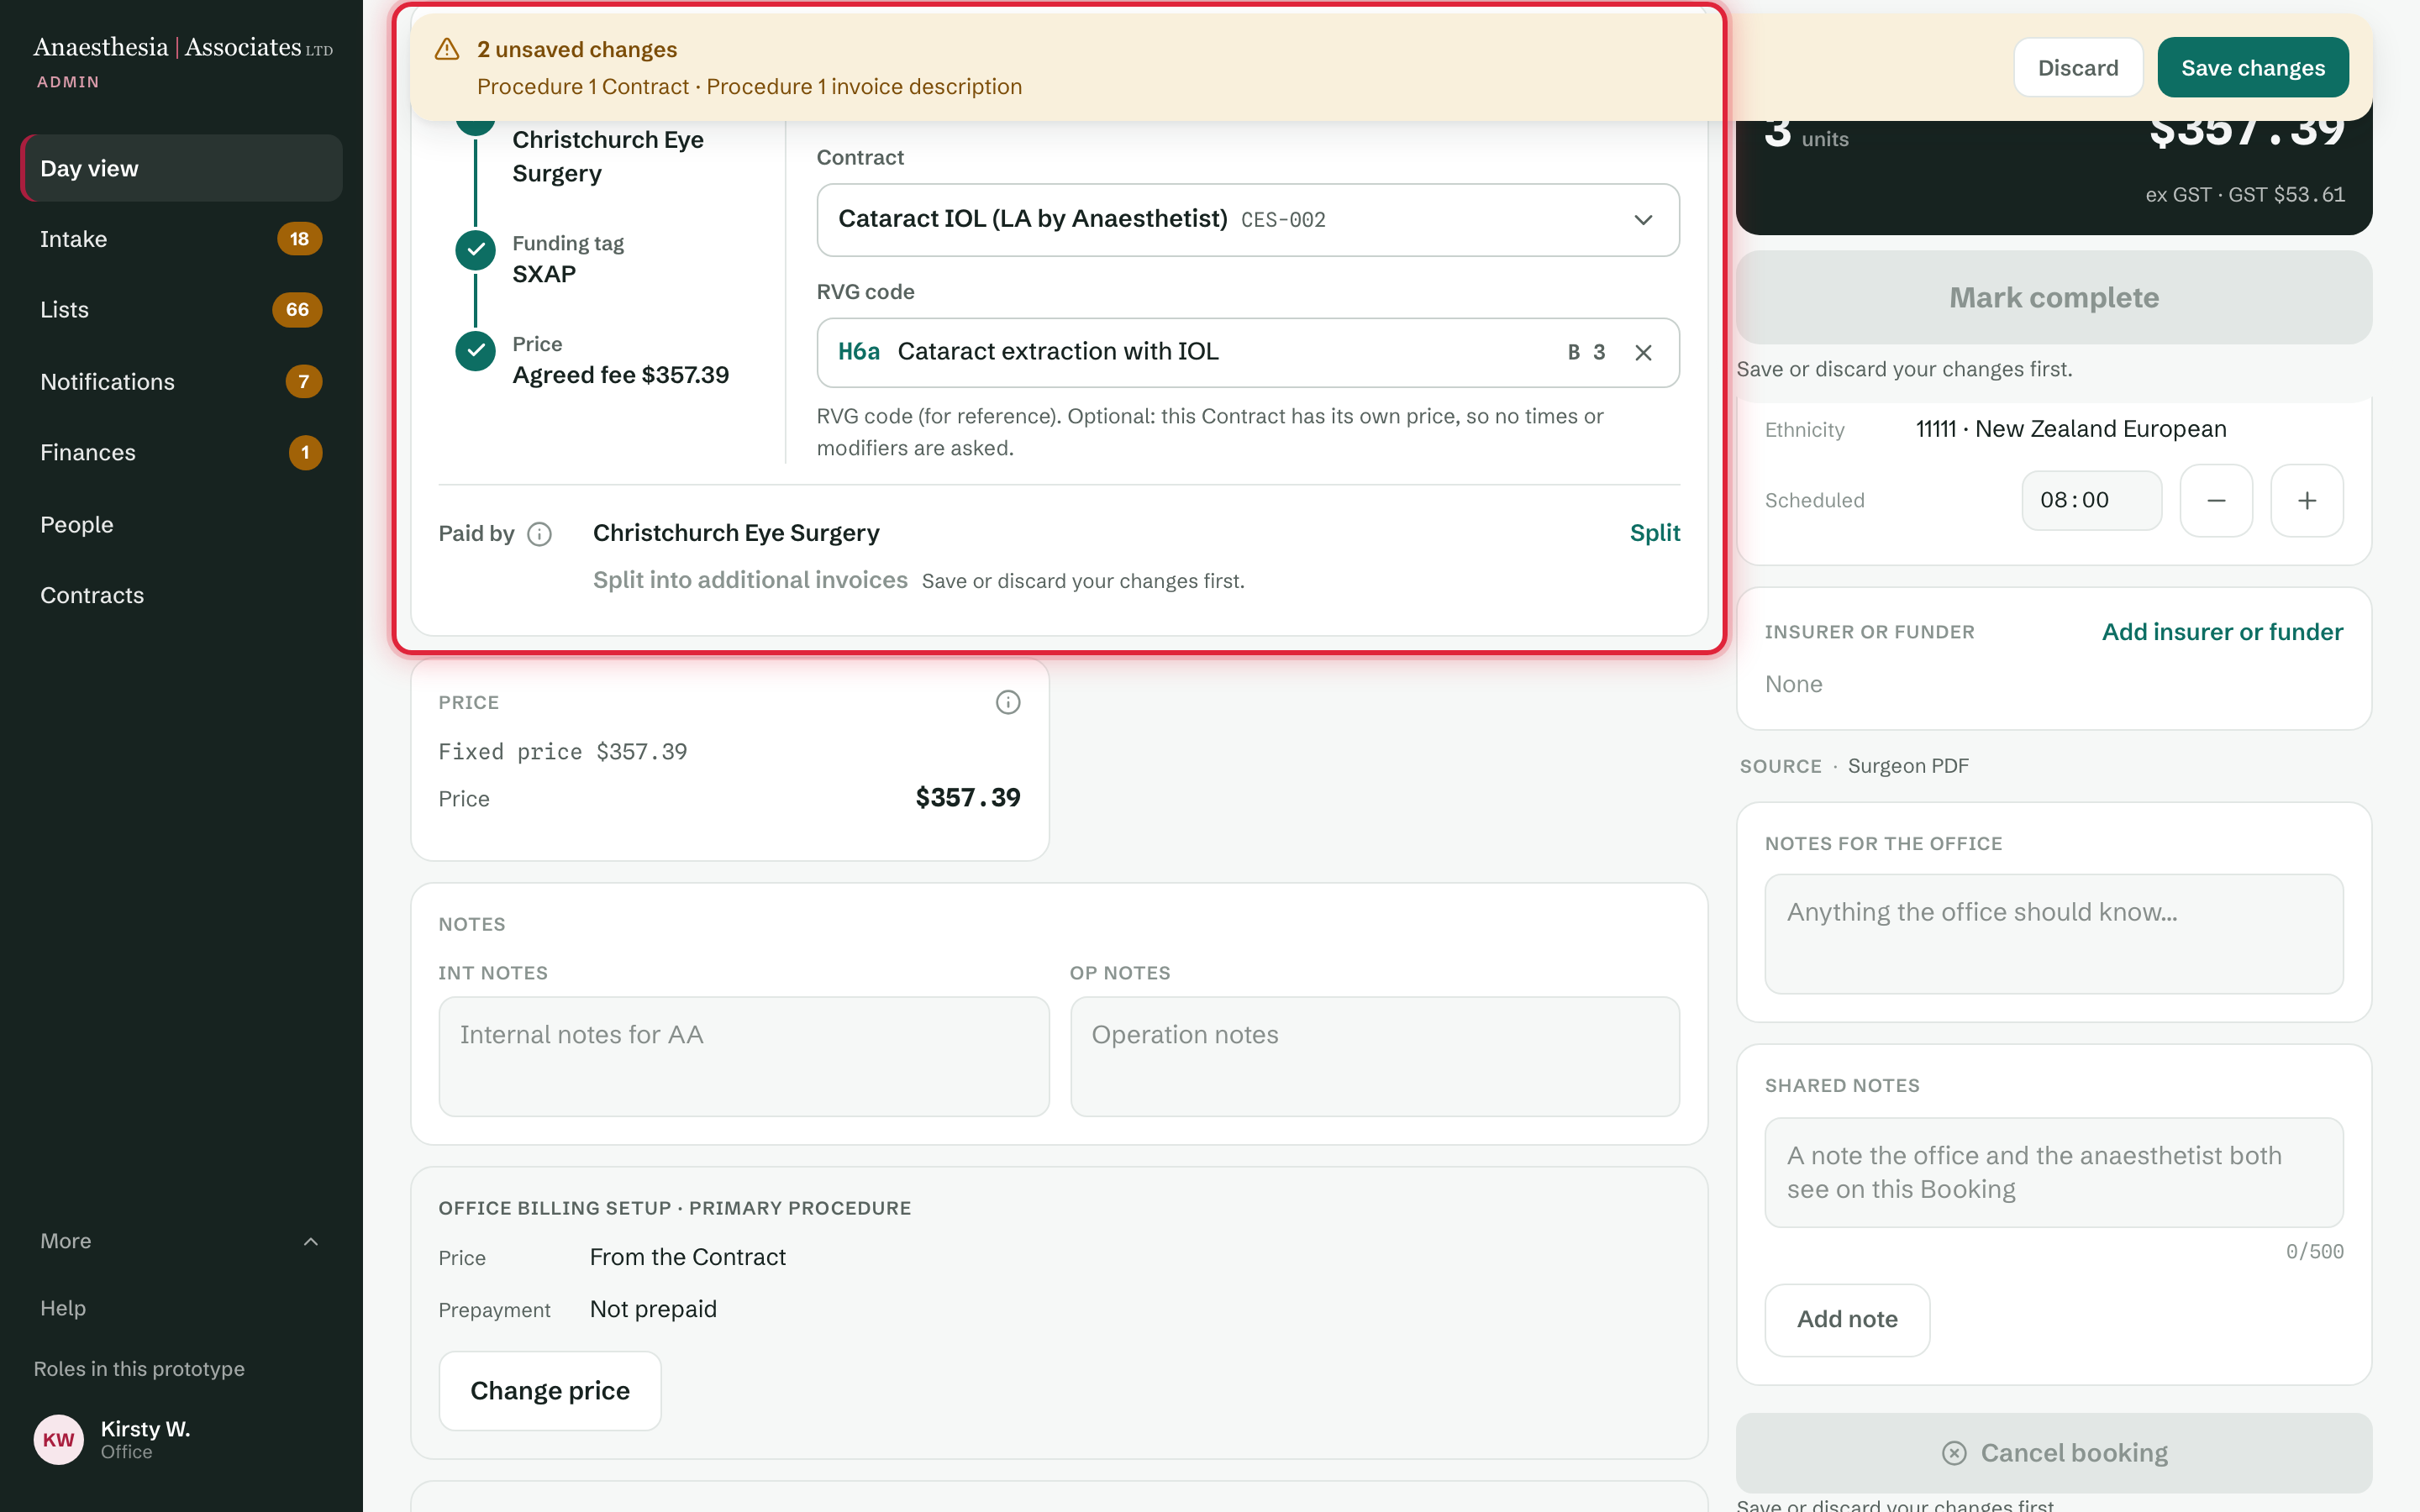 Anaesthesia | Associates LTD
ADMIN
Day view
Intake 18
Lists 66
Notifications 7
Finances 1
People
Contracts
More
Help
Roles in this prototype
KW
Kirsty W.
Office
2 unsaved changes
Procedure 1 Contract · Procedure 1 invoice description
Discard
Save changes
Christchurch Eye
Surgery
Funding tag
SXAP
Price
Agreed fee $357.39
Contract
Cataract IOL (LA by Anaesthetist) CES-002
RVG code
H6a Cataract extraction with IOL B 3
RVG code (for reference). Optional: this Contract has its own price, so no times or
modifiers are asked.
Paid by
Christchurch Eye Surgery
Split
Split into additional invoices Save or discard your changes first.
PRICE
Fixed price $357.39
Price $357.39
NOTES
INT NOTES
Internal notes for AA
OP NOTES
Operation notes
OFFICE BILLING SETUP · PRIMARY PROCEDURE
Price From the Contract
Prepayment Not prepaid
Change price
3 units $357.39
ex GST · GST $53.61
Mark complete
Save or discard your changes first.
Ethnicity 11111 · New Zealand European
Scheduled 08:00
INSURER OR FUNDER
Add insurer or funder
None
SOURCE · Surgeon PDF
NOTES FOR THE OFFICE
Anything the office should know...
SHARED NOTES
A note the office and the anaesthetist both
see on this Booking
0/500
Add note
Cancel booking
Save or discard your changes first.